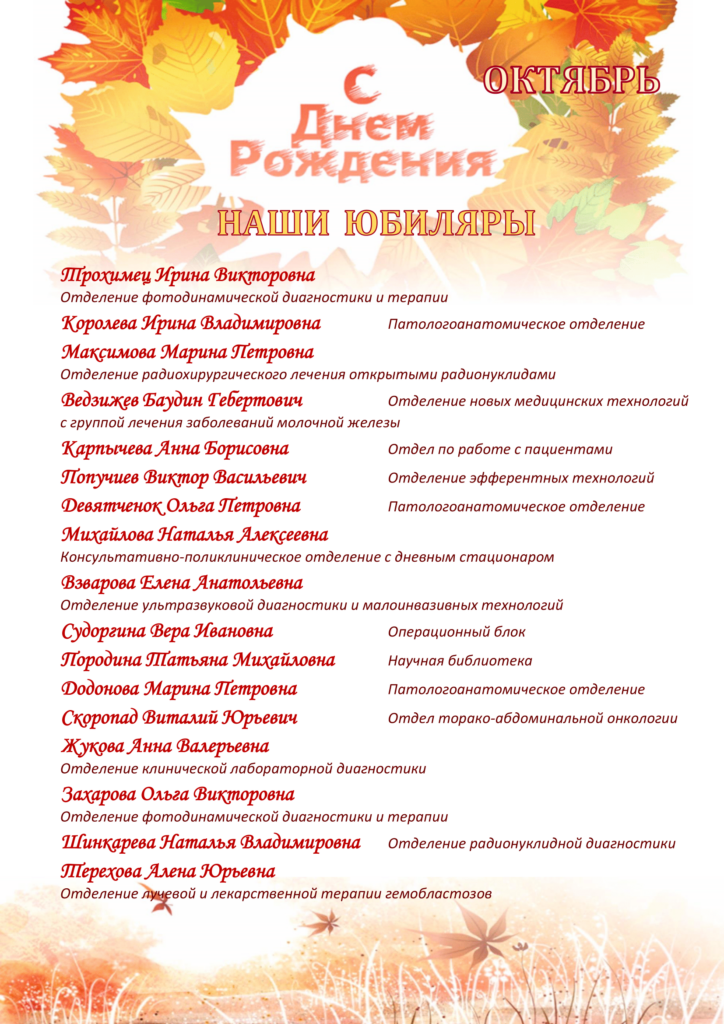 ОКТЯБРЬ
С
Днем
Рождения
НАШИ ЮБИЛЯРЫ
Трохимец Ирина Викторовна
Отделение фотодинамической диагностики и терапии
Королева Ирина Владимировна Патологоанатомическое отделение
Максимова Марина Петровна
Отделение радиохирургического лечения открытыми радионуклидами
Ведзижев Баудин Гебертович Отделение новых медицинских технологий
с группой лечения заболеваний молочной железы
Карпычева Анна Борисовна Отдел по работе с пациентами
Попучиев Виктор Васильевич Отделение эфферентных технологий
Девятченок Ольга Петровна Патологоанатомическое отделение
Михайлова Наталья Алексеевна
Консультативно-поликлиническое отделение с дневным стационаром
Взварова Елена Анатольевна
Отделение ультразвуковой диагностики и малоинвазивных технологий
Судоргина Вера Ивановна Операционный блок
Породина Татьяна Михайловна Научная библиотека
Додонова Марина Петровна Патологоанатомическое отделение
Скоропад Виталий Юрьевич Отдел торако-абдоминальной онкологии
Жукова Анна Валерьевна
Отделение клинической лабораторной диагностики
Захарова Ольга Викторовна
Отделение фотодинамической диагностики и терапии
Шинкарева Наталья Владимировна Отделение радионуклидной диагностики
Терехова Алена Юрьевна
Отделение лучевой и лекарственной терапии гемобластозов